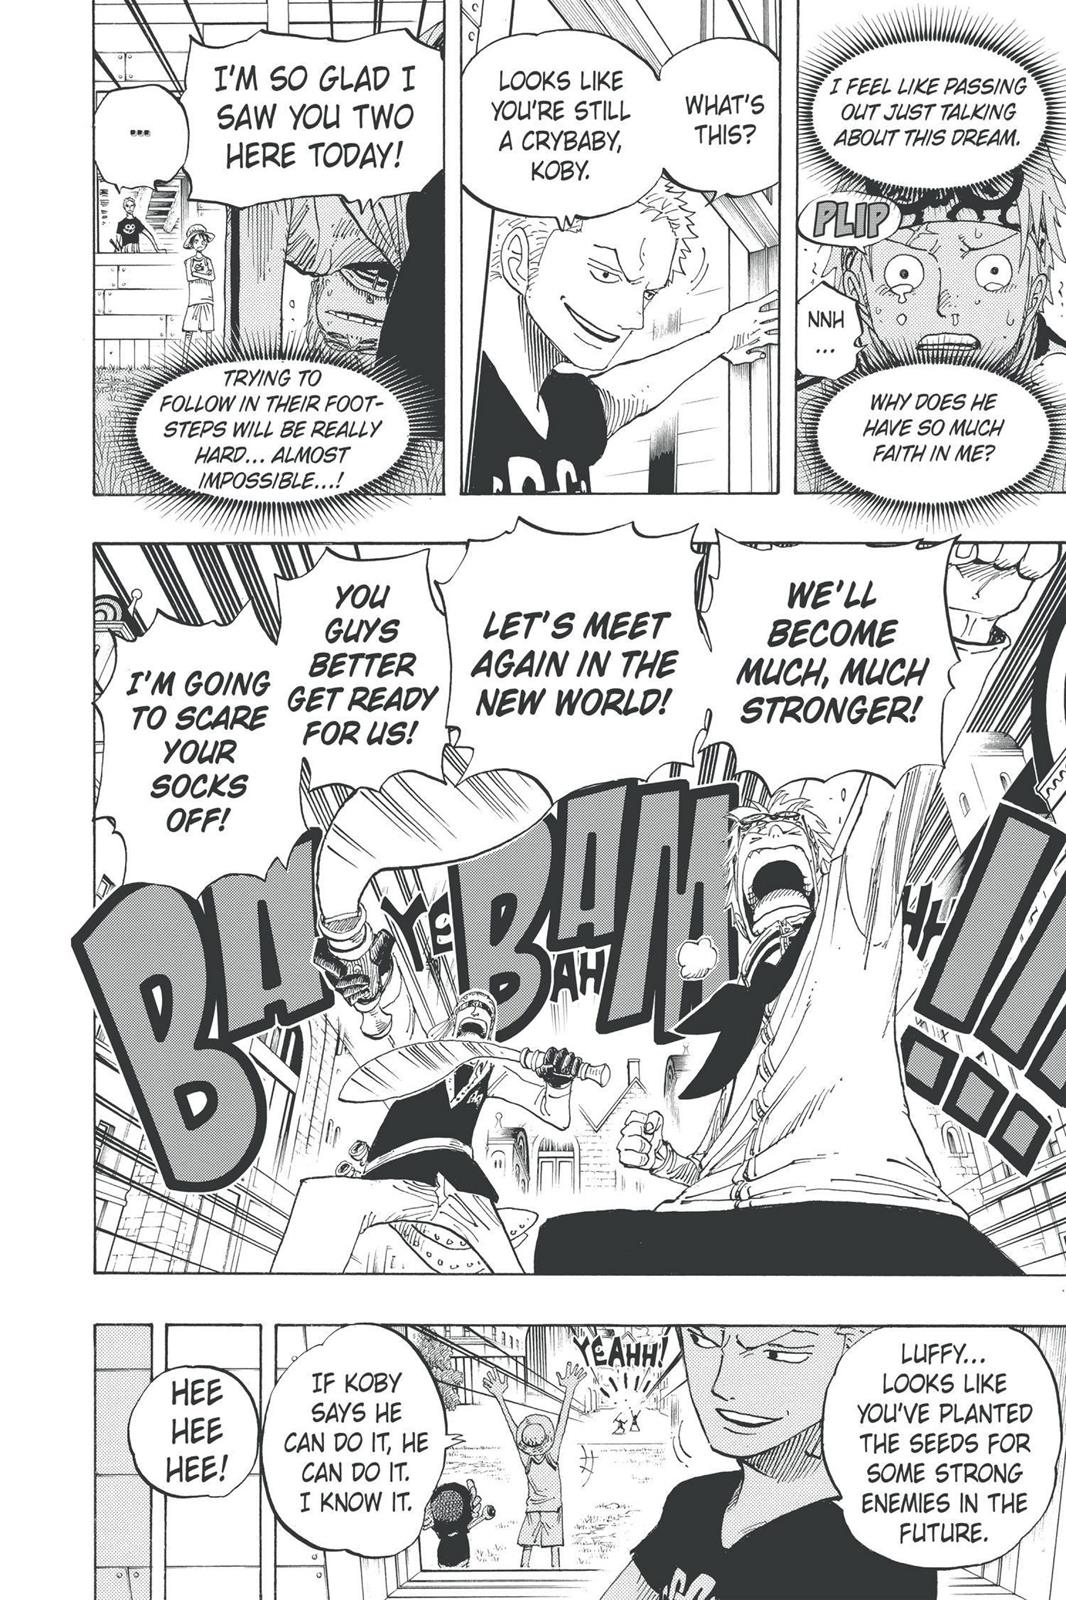 I FEEL LIKE PASSING
OUT JUST TALKING
ABOUT THIS DREAM.
PLIP
NNH
...
WHY DOES HE
HAVE SO MUCH
FAITH IN ME?
WHAT'S
THIS?
LOOKS LIKE
YOU'RE STILL
A CRYBABY,
KOBY.
I'M SO GLAD I
SAW YOU TWO
HERE TODAY!
...
TRYING TO
FOLLOW IN THEIR FOOT-
STEPS WILL BE REALLY
HARD... ALMOST
IMPOSSIBLE...!
WE'LL
BECOME
MUCH, MUCH
STRONGER!
LET'S MEET
AGAIN IN THE
NEW WORLD!
YOU
GUYS
BETTER
GET READY
FOR US!
I'M GOING
TO SCARE
YOUR
SOCKS
OFF!
BA BAM!!!
YE AH HH
LUFFY...
LOOKS LIKE
YOU'VE PLANTED
THE SEEDS FOR
SOME STRONG
ENEMIES IN THE
FUTURE.
YEAHH!
IF KOBY
SAYS HE
CAN DO IT, HE
CAN DO IT.
I KNOW IT.
HEE
HEE
HEE!